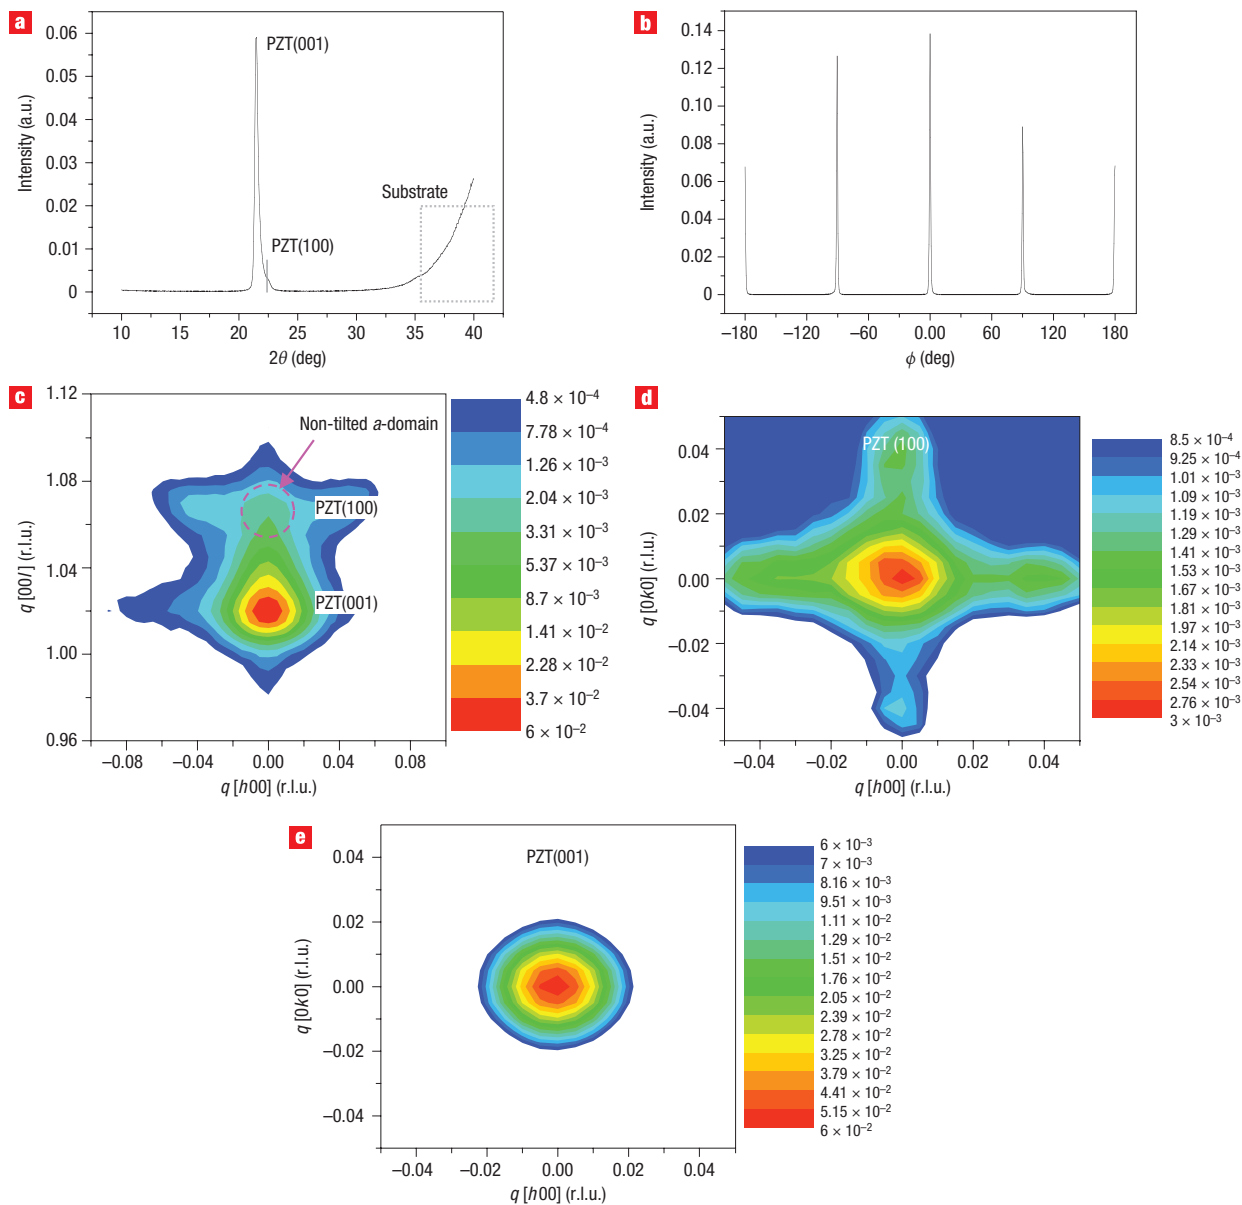 a
0.06
0.05
0.04
0.03
0.02
0.01
0
Intensity (a.u.)
PZT(001)
PZT(100)
Substrate
10
15
20
25
30
35
40
2θ (deg)
b
0.14
0.12
0.10
0.08
0.06
0.04
0.02
0
Intensity (a.u.)
–180
–120
–60
0.00
60
120
180
ϕ (deg)
c
1.12
1.08
1.04
1.00
0.96
q [00l] (r.l.u.)
Non-tilted a-domain
PZT(100)
PZT(001)
–0.08
–0.04
0.00
0.04
0.08
q [h00] (r.l.u.)
4.8 × 10–4
7.78 × 10–4
1.26 × 10–3
2.04 × 10–3
3.31 × 10–3
5.37 × 10–3
8.7 × 10–3
1.41 × 10–2
2.28 × 10–2
3.7 × 10–2
6 × 10–2
d
0.04
0.02
0.00
–0.02
–0.04
q [0k0] (r.l.u.)
PZT (100)
–0.04
–0.02
0.00
0.02
0.04
q [h00] (r.l.u.)
8.5 × 10–4
9.25 × 10–4
1.01 × 10–3
1.09 × 10–3
1.19 × 10–3
1.29 × 10–3
1.41 × 10–3
1.53 × 10–3
1.67 × 10–3
1.81 × 10–3
1.97 × 10–3
2.14 × 10–3
2.33 × 10–3
2.54 × 10–3
2.76 × 10–3
3 × 10–3
e
0.04
0.02
0.00
–0.02
–0.04
q [0k0] (r.l.u.)
PZT(001)
–0.04
–0.02
0.00
0.02
0.04
q [h00] (r.l.u.)
6 × 10–3
7 × 10–3
8.16 × 10–3
9.51 × 10–3
1.11 × 10–2
1.29 × 10–2
1.51 × 10–2
1.76 × 10–2
2.05 × 10–2
2.39 × 10–2
2.78 × 10–2
3.25 × 10–2
3.79 × 10–2
4.41 × 10–2
5.15 × 10–2
6 × 10–2